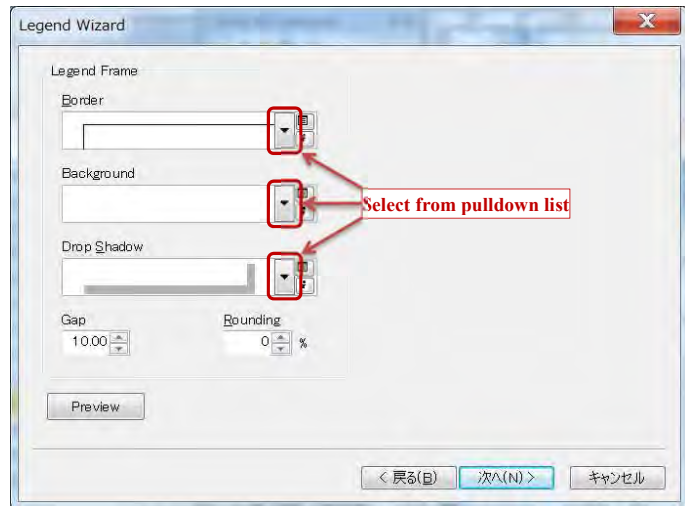 Legend Wizard
Legend Frame
Border
Background
Select from pulldown list
Drop Shadow
Gap Rounding
10.00 0 %
Preview
< 戻る(B) 次へ(N) > キャンセル